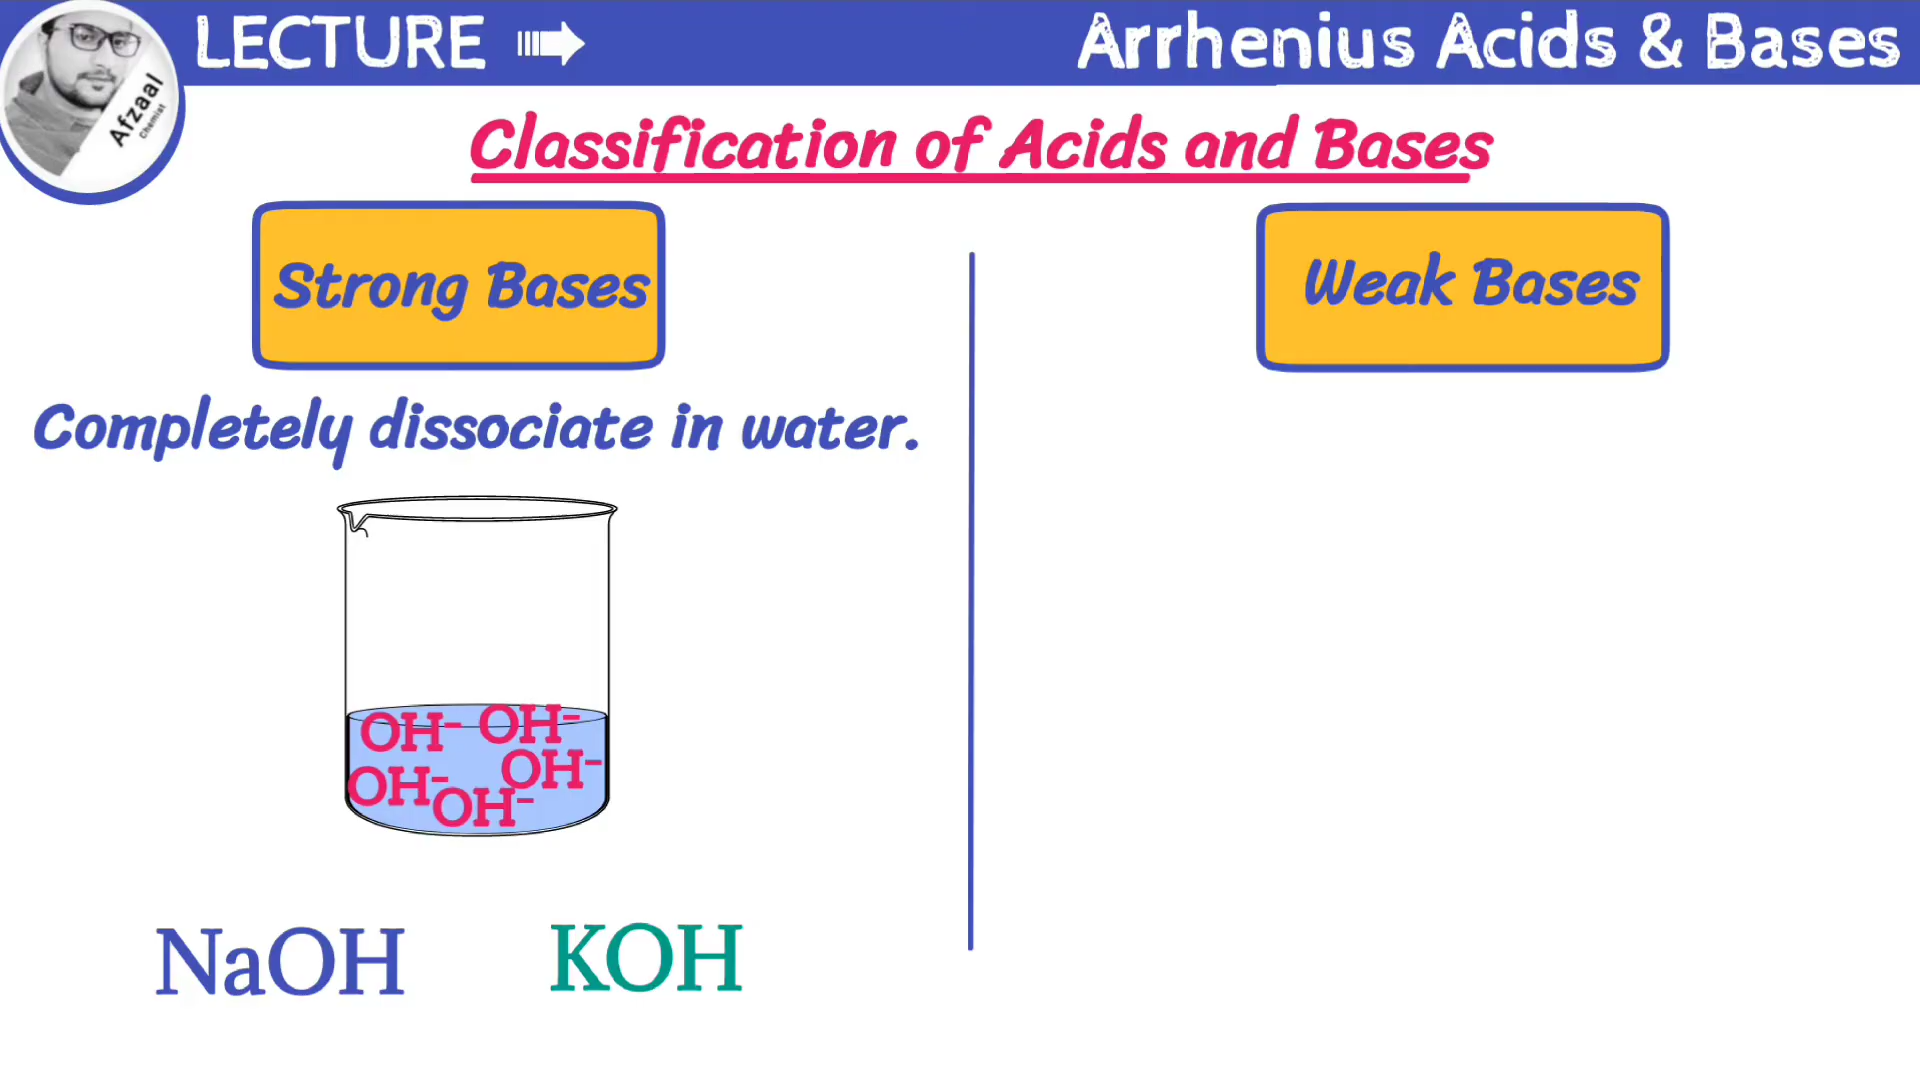 LECTURE
Arrhenius Acids & Bases
Afzaal
Chemist
Classification of Acids and Bases
Strong Bases
Weak Bases
Completely dissociate in water.
OH⁻ OH⁻
OH⁻ OH⁻
OH⁻
NaOH KOH